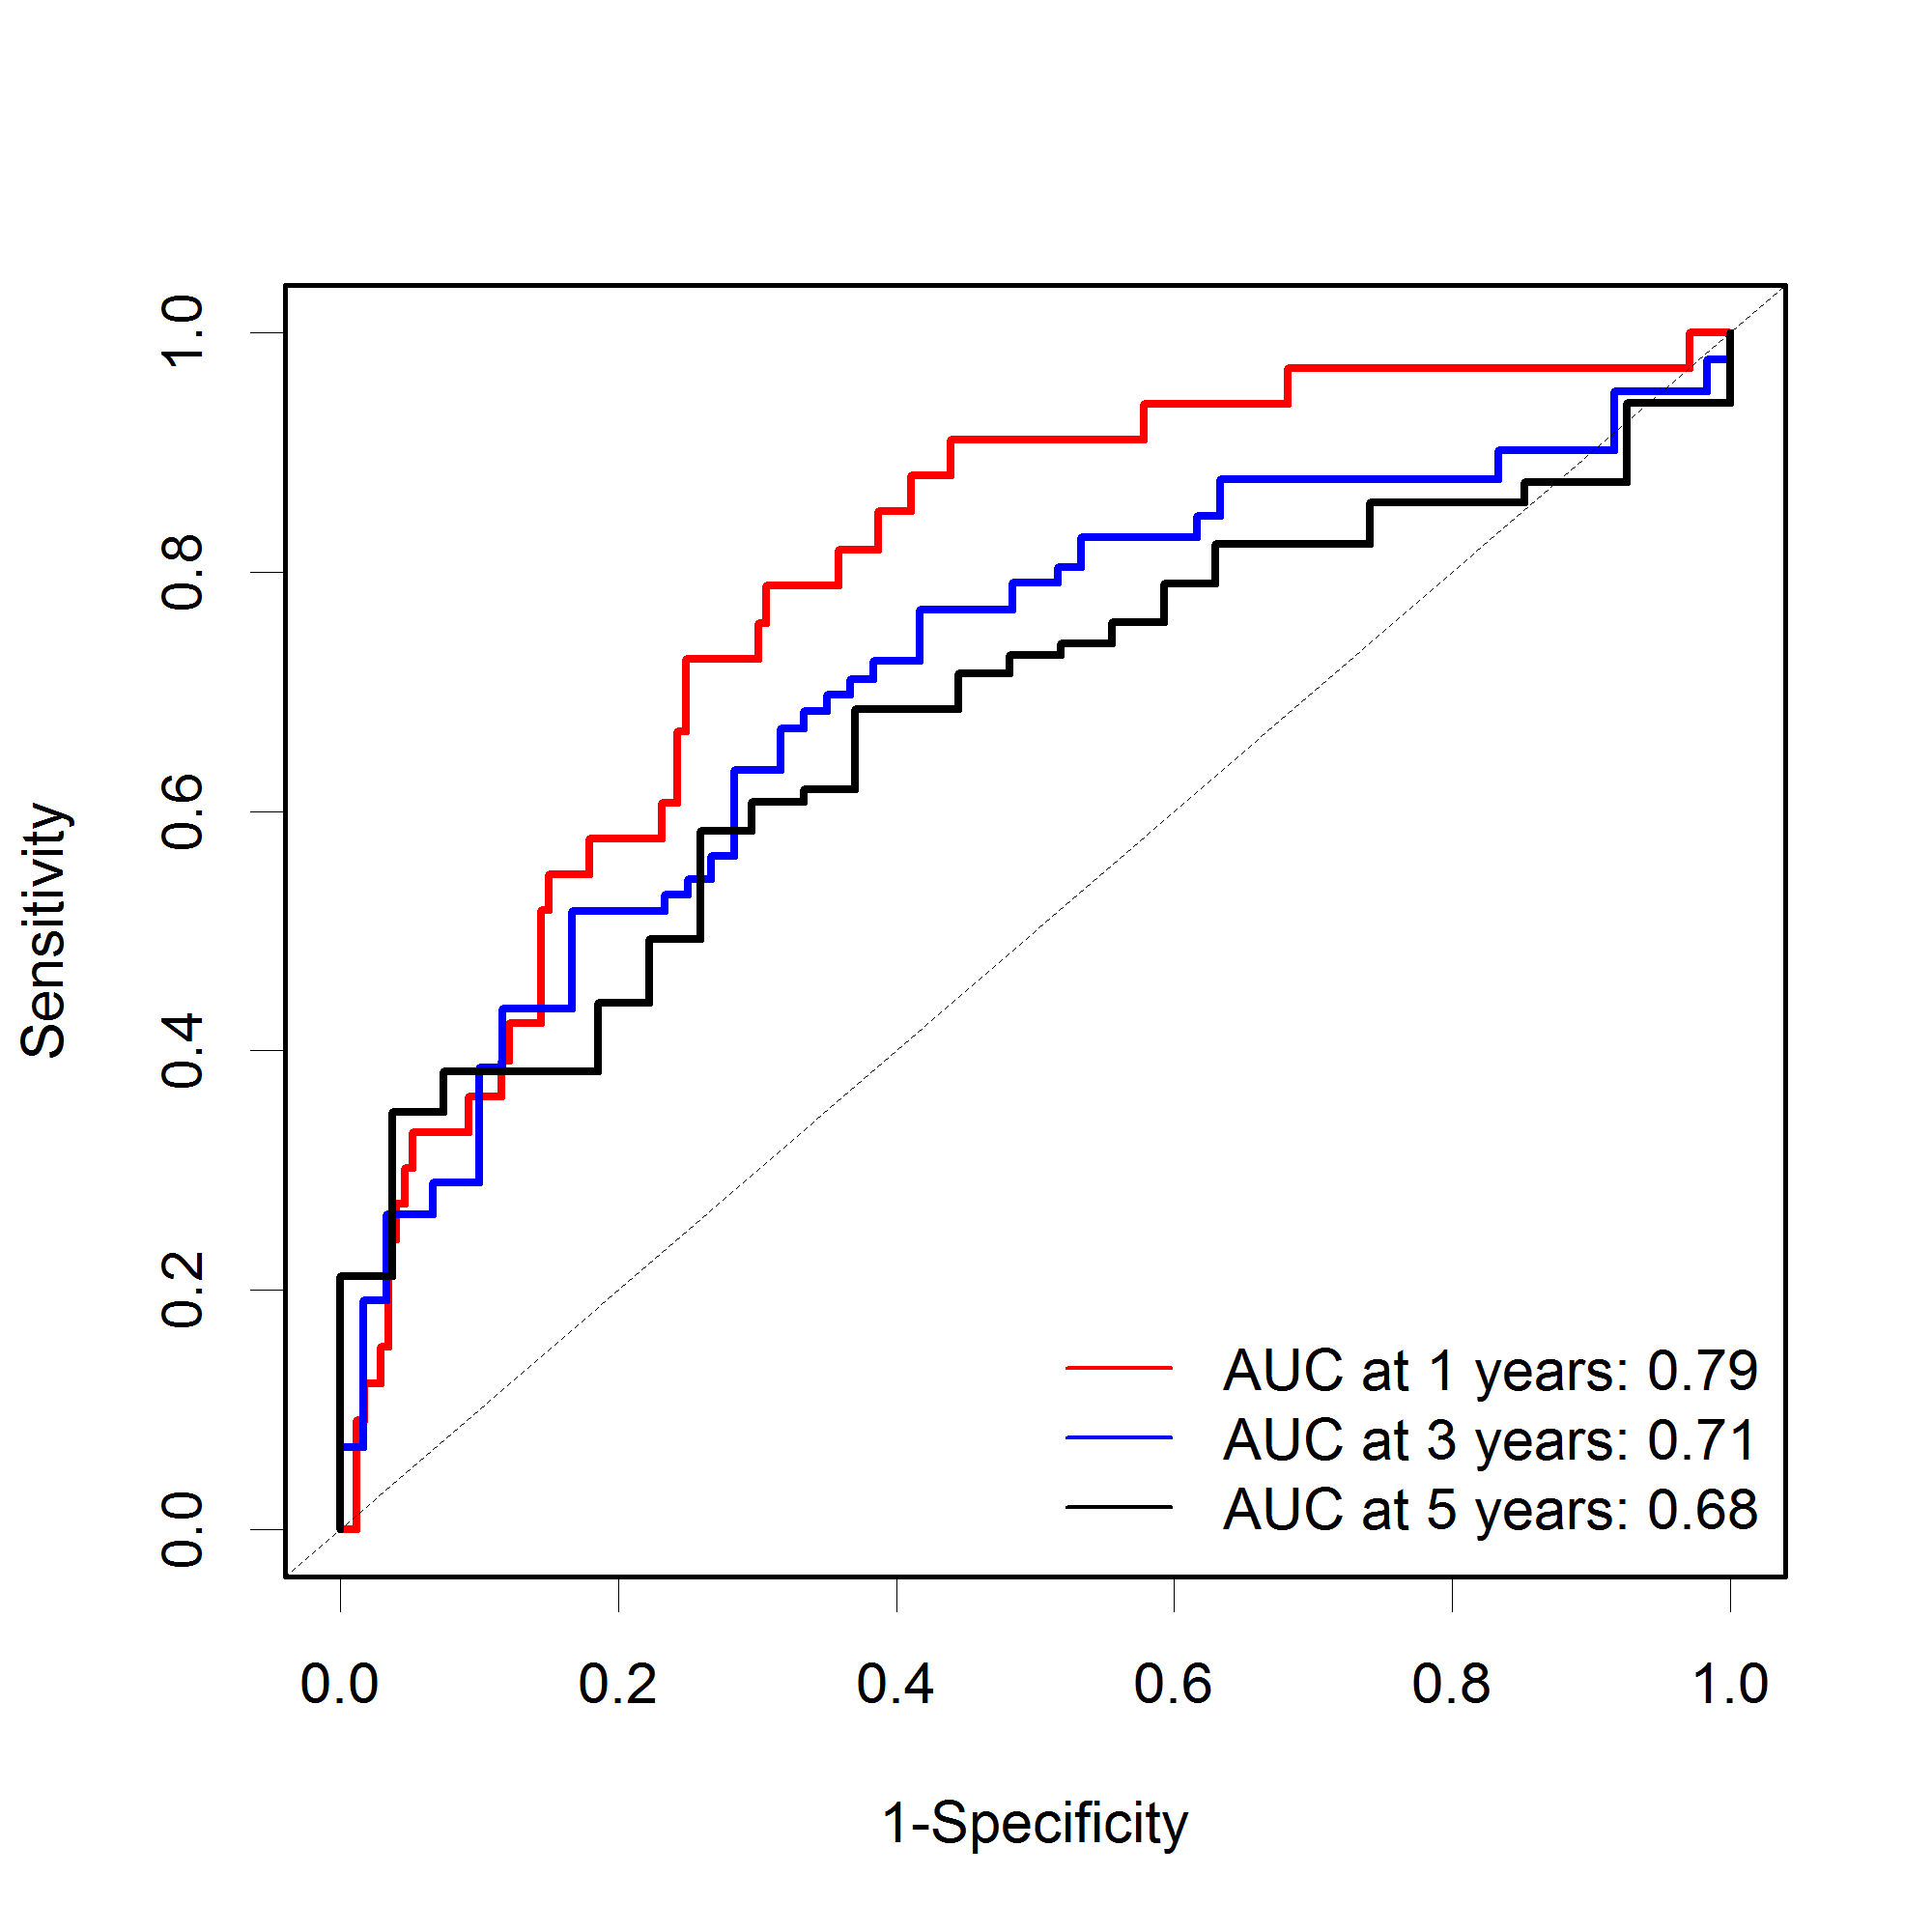 Sensitivity
1.0
0.8
0.6
0.4
0.2
0.0
AUC at 1 years: 0.79
AUC at 3 years: 0.71
AUC at 5 years: 0.68
0.0 0.2 0.4 0.6 0.8 1.0
1-Specificity